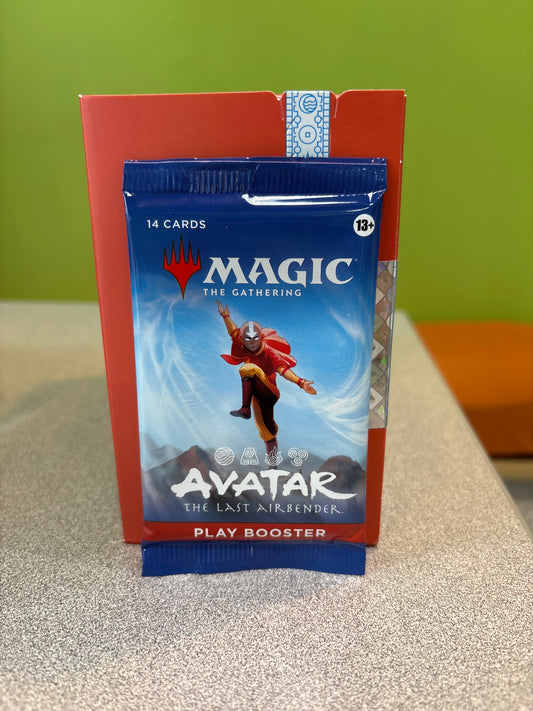 14 CARDS
13+
MAGIC
THE GATHERING
AVATAR
THE LAST AIRBENDER
PLAY BOOSTER